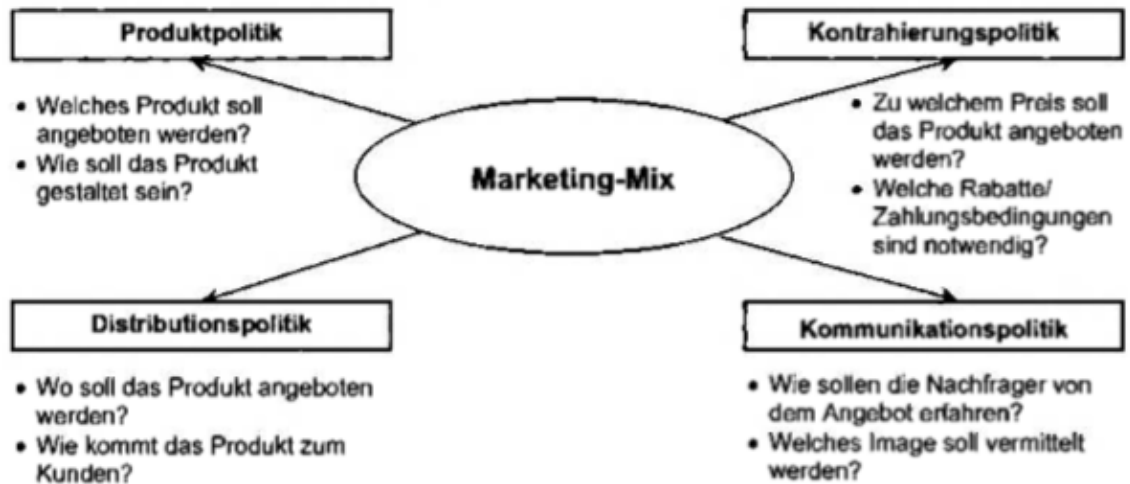 Produktpolitik
• Welches Produkt soll
angeboten werden?
• Wie soll das Produkt
gestaltet sein?
Kontrahierungspolitik
• Zu welchem Preis soll
das Produkt angeboten
werden?
• Welche Rabatte/
Zahlungsbedingungen
sind notwendig?
Marketing-Mix
Distributionspolitik
• Wo soll das Produkt angeboten
werden?
• Wie kommt das Produkt zum
Kunden?
Kommunikationspolitik
• Wie sollen die Nachfrager von
dem Angebot erfahren?
• Welches Image soll vermittelt
werden?